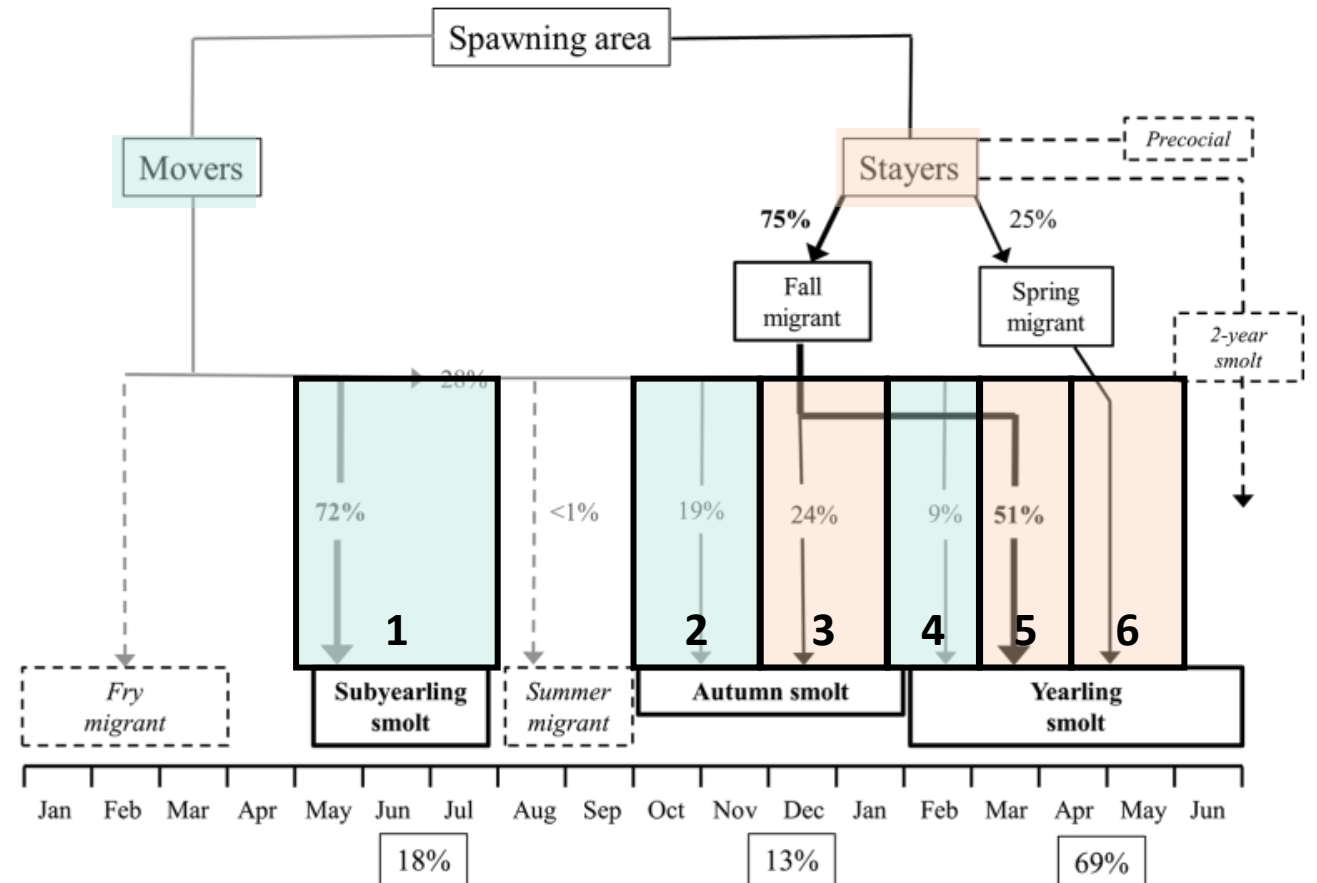 Spawning area
Movers
Stayers
Precocial
75%
25%
Fall
migrant
Spring
migrant
2-year
smolt
28%
72%
<1%
19%
24%
9%
51%
1
2
3
4
5
6
Fry
migrant
Subyearling
smolt
Summer
migrant
Autumn smolt
Yearling
smolt
Jan Feb Mar Apr May Jun Jul Aug Sep Oct Nov Dec Jan Feb Mar Apr May Jun
18%
13%
69%